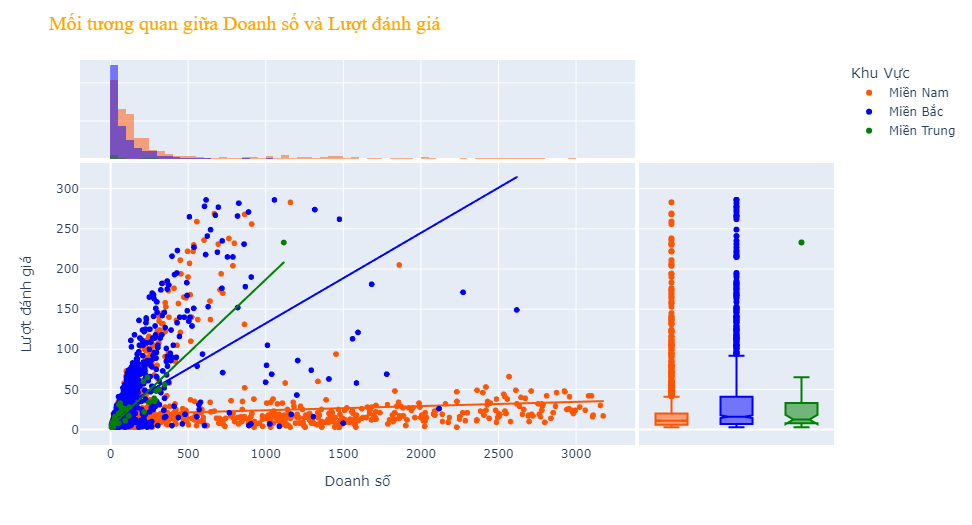 Mối tương quan giữa Doanh số và Lượt đánh giá
Khu Vực
Miền Nam
Miền Bắc
Miền Trung
300
250
200
150
100
50
0
Lượt đánh giá
0 500 1000 1500 2000 2500 3000
Doanh số